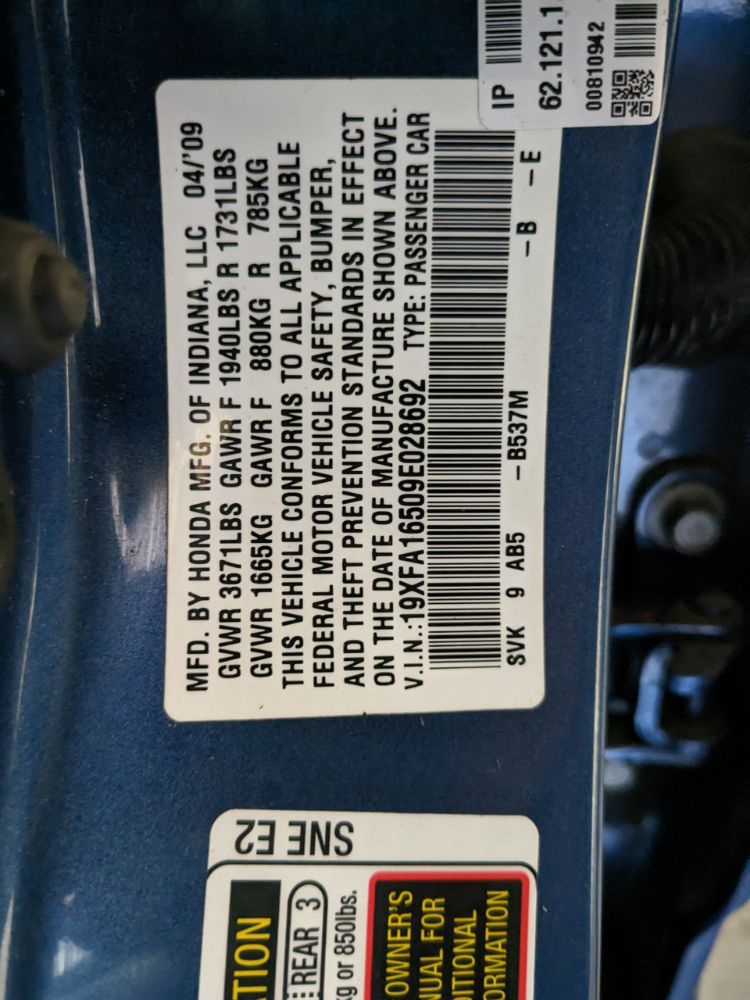 MFD. BY HONDA MFG. OF INDIANA, LLC 04/'09
GVWR 3671LBS GAWR F 1940LBS R 1731LBS
GVWR 1665KG GAWR F 880KG R 785KG
THIS VEHICLE CONFORMS TO ALL APPLICABLE
FEDERAL MOTOR VEHICLE SAFETY, BUMPER,
AND THEFT PREVENTION STANDARDS IN EFFECT
ON THE DATE OF MANUFACTURE SHOWN ABOVE.
V.I.N.:19XFA16509E028692 TYPE: PASSENGER CAR
SVK 9 AB5 -B537M -B -E
IP
62.121.1
00810942
SNE E2
TION
REAR 3
kg or 850lbs.
OWNER'S
NUAL FOR
DITIONAL
ORMATION